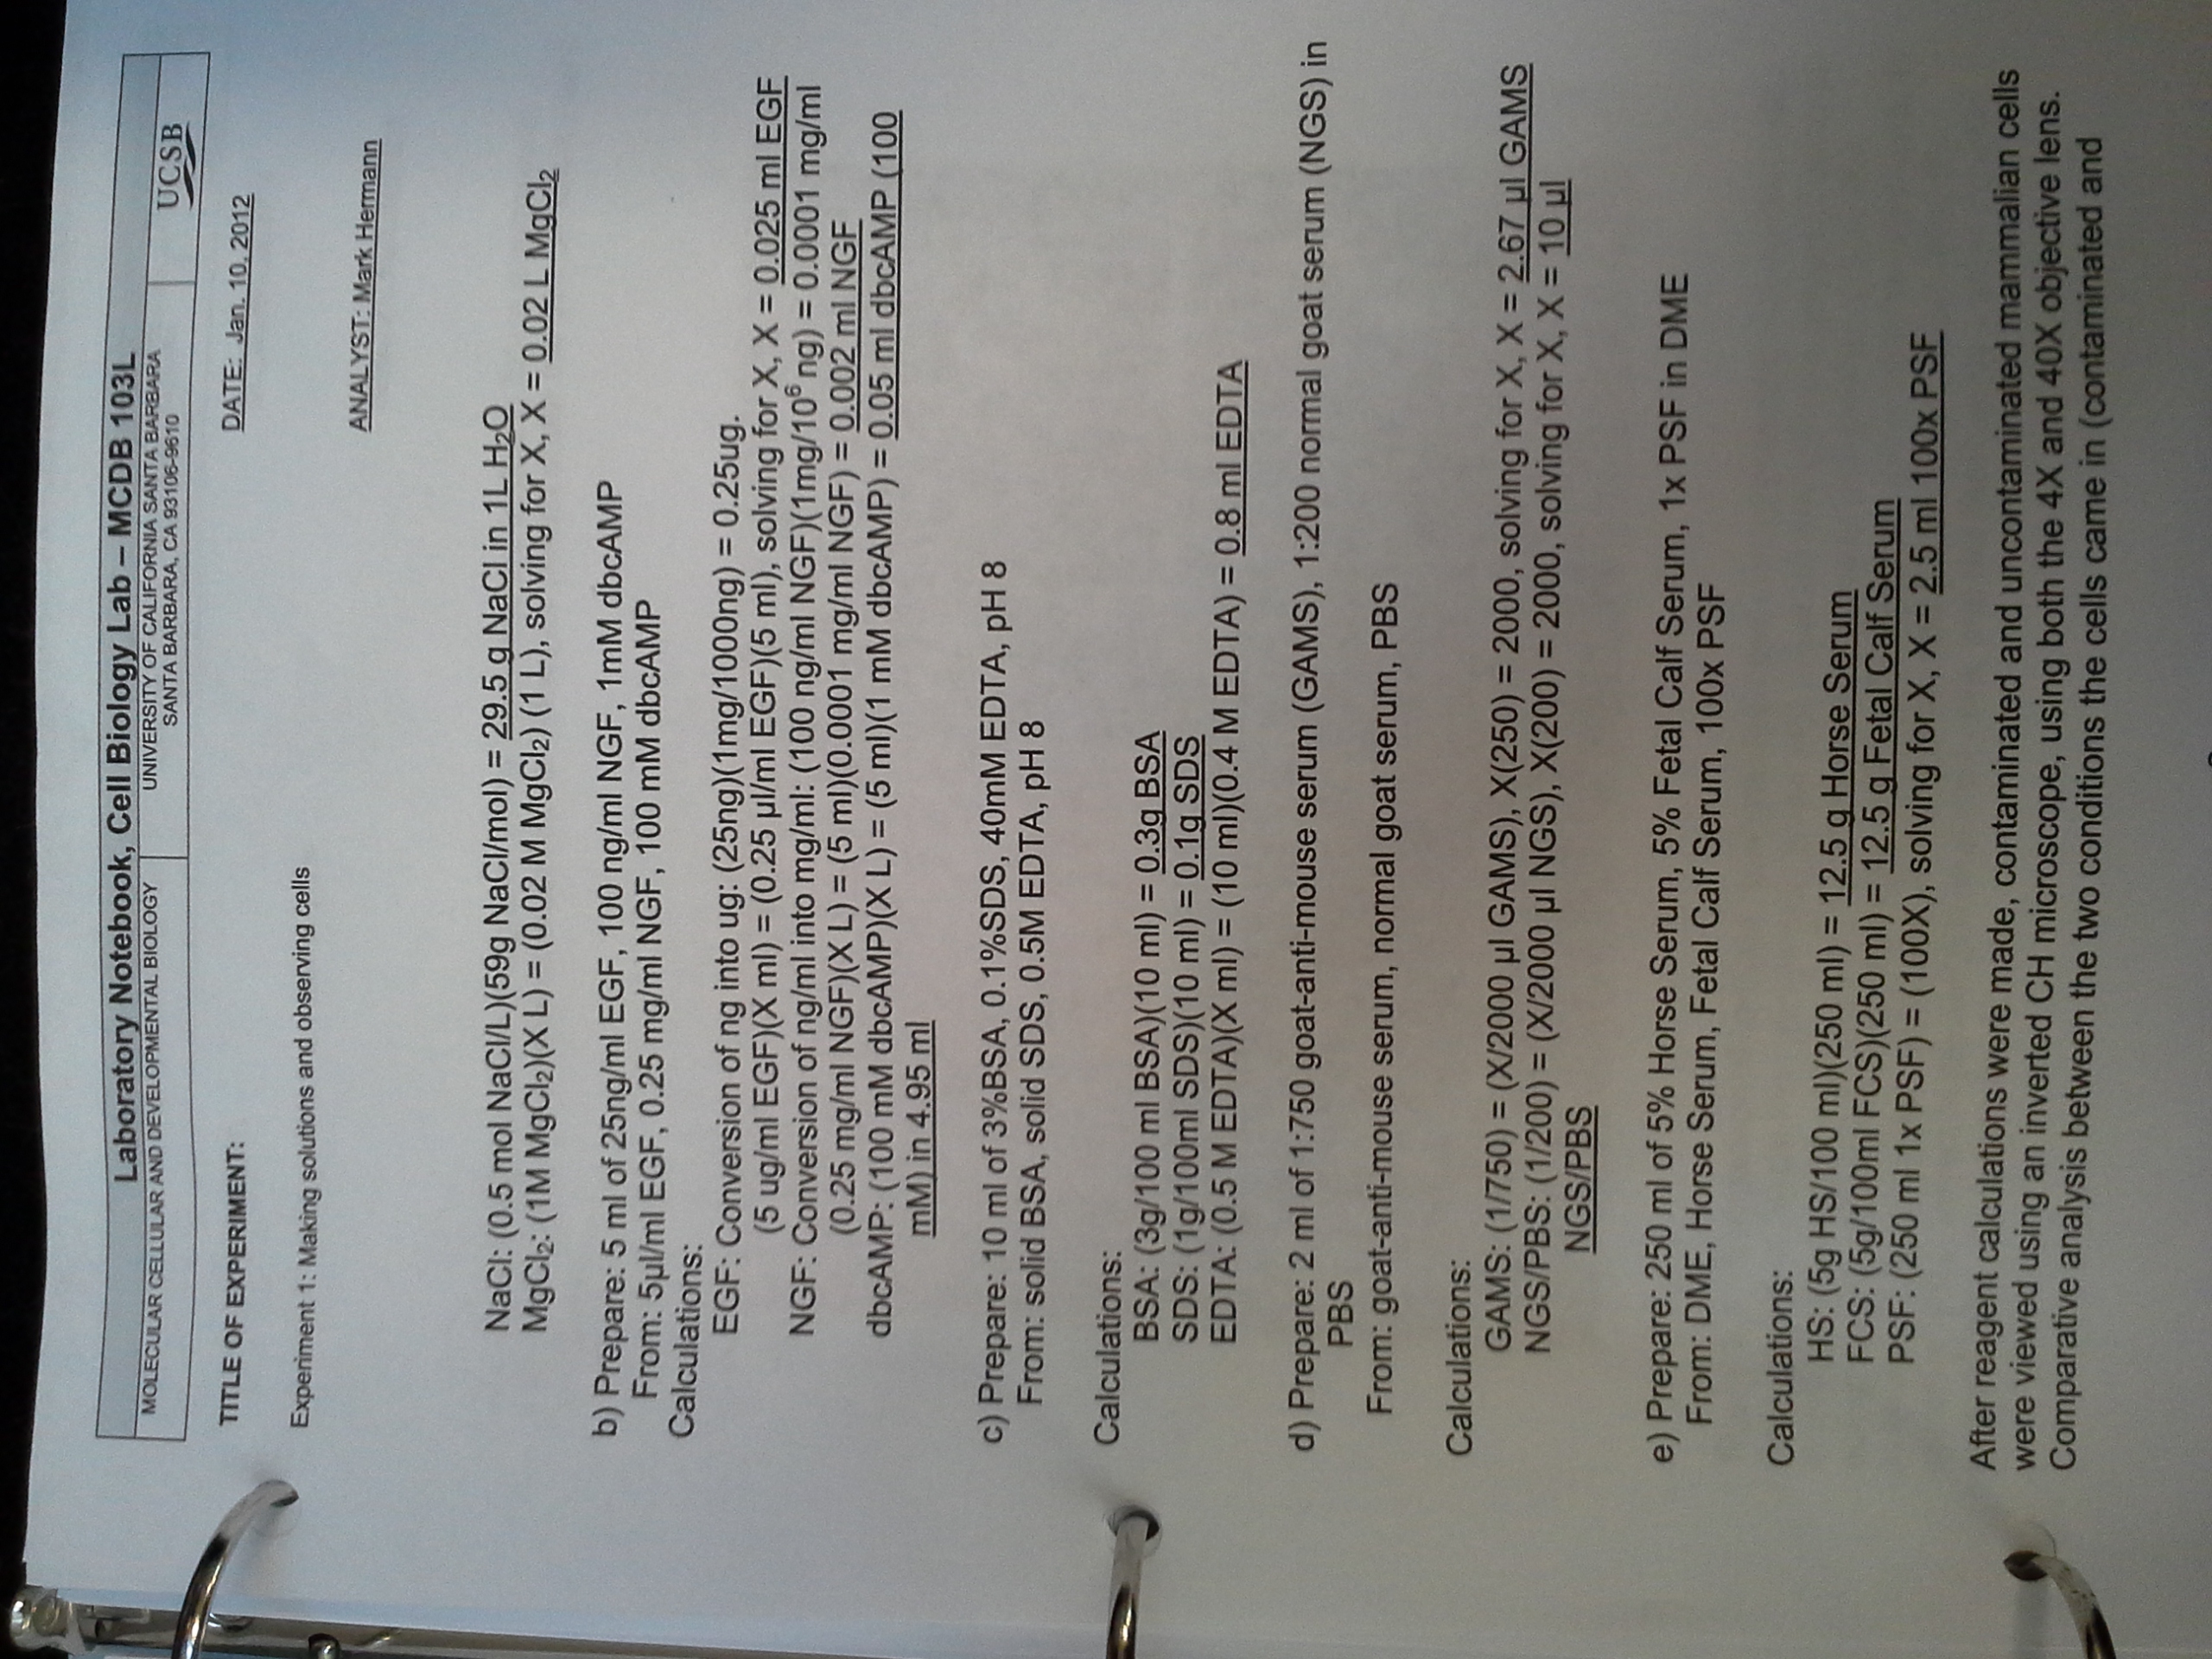 Laboratory Notebook, Cell Biology Lab – MCDB 103L
MOLECULAR CELLULAR AND DEVELOPMENTAL BIOLOGY
UNIVERSITY OF CALIFORNIA SANTA BARBARA
SANTA BARBARA, CA 93106-9610
UCSB
TITLE OF EXPERIMENT:
DATE: Jan. 10, 2012
Experiment 1: Making solutions and observing cells
ANALYST: Mark Hermann
NaCl: (0.5 mol NaCl/L)(59g NaCl/mol) = 29.5 g NaCl in 1L H₂O
MgCl₂: (1M MgCl₂)(X L) = (0.02 M MgCl₂) (1 L), solving for X, X = 0.02 L MgCl₂
b) Prepare: 5 ml of 25ng/ml EGF, 100 ng/ml NGF, 1mM dbcAMP
From: 5µl/ml EGF, 0.25 mg/ml NGF, 100 mM dbcAMP
Calculations:
EGF: Conversion of ng into ug: (25ng)(1mg/1000ng) = 0.25ug.
(5 ug/ml EGF)(X ml) = (0.25 µl/ml EGF)(5 ml), solving for X, X = 0.025 ml EGF
NGF: Conversion of ng/ml into mg/ml: (100 ng/ml NGF)(1mg/10⁶ ng) = 0.0001 mg/ml
(0.25 mg/ml NGF)(X L) = (5 ml)(0.0001 mg/ml NGF) = 0.002 ml NGF
dbcAMP: (100 mM dbcAMP)(X L) = (5 ml)(1 mM dbcAMP) = 0.05 ml dbcAMP (100
mM) in 4.95 ml
c) Prepare: 10 ml of 3%BSA, 0.1%SDS, 40mM EDTA, pH 8
From: solid BSA, solid SDS, 0.5M EDTA, pH 8
Calculations:
BSA: (3g/100 ml BSA)(10 ml) = 0.3g BSA
SDS: (1g/100ml SDS)(10 ml) = 0.1g SDS
EDTA: (0.5 M EDTA)(X ml) = (10 ml)(0.4 M EDTA) = 0.8 ml EDTA
d) Prepare: 2 ml of 1:750 goat-anti-mouse serum (GAMS), 1:200 normal goat serum (NGS) in
PBS
From: goat-anti-mouse serum, normal goat serum, PBS
Calculations:
GAMS: (1/750) = (X/2000 µl GAMS), X(250) = 2000, solving for X, X = 2.67 µl GAMS
NGS/PBS: (1/200) = (X/2000 µl NGS), X(200) = 2000, solving for X, X = 10 µl
NGS/PBS
e) Prepare: 250 ml of 5% Horse Serum, 5% Fetal Calf Serum, 1x PSF in DME
From: DME, Horse Serum, Fetal Calf Serum, 100x PSF
Calculations:
HS: (5g HS/100 ml)(250 ml) = 12.5 g Horse Serum
FCS: (5g/100ml FCS)(250 ml) = 12.5 g Fetal Calf Serum
PSF: (250 ml 1x PSF) = (100X), solving for X, X = 2.5 ml 100x PSF
After reagent calculations were made, contaminated and uncontaminated mammalian cells
were viewed using an inverted CH microscope, using both the 4X and 40X objective lens.
Comparative analysis between the two conditions the cells came in (contaminated and